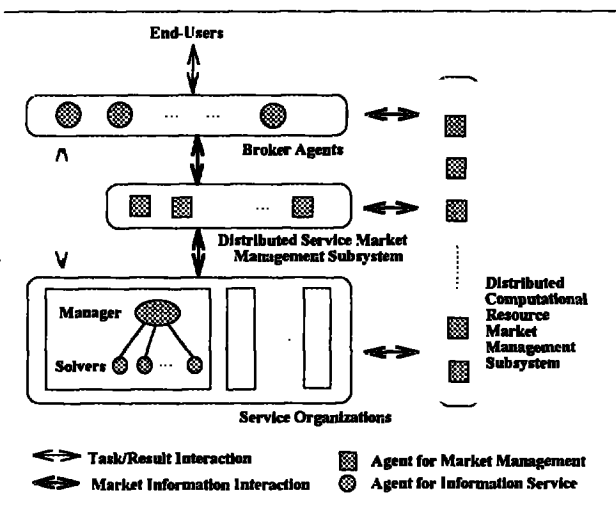 End-Users
Broker Agents
Distributed Service Market
Management Subsystem
Manager
Solvers
Service Organizations
Distributed
Computational
Resource
Market
Management
Subsystem
Task/Result Interaction
Agent for Market Management
Market Information Interaction
Agent for Information Service